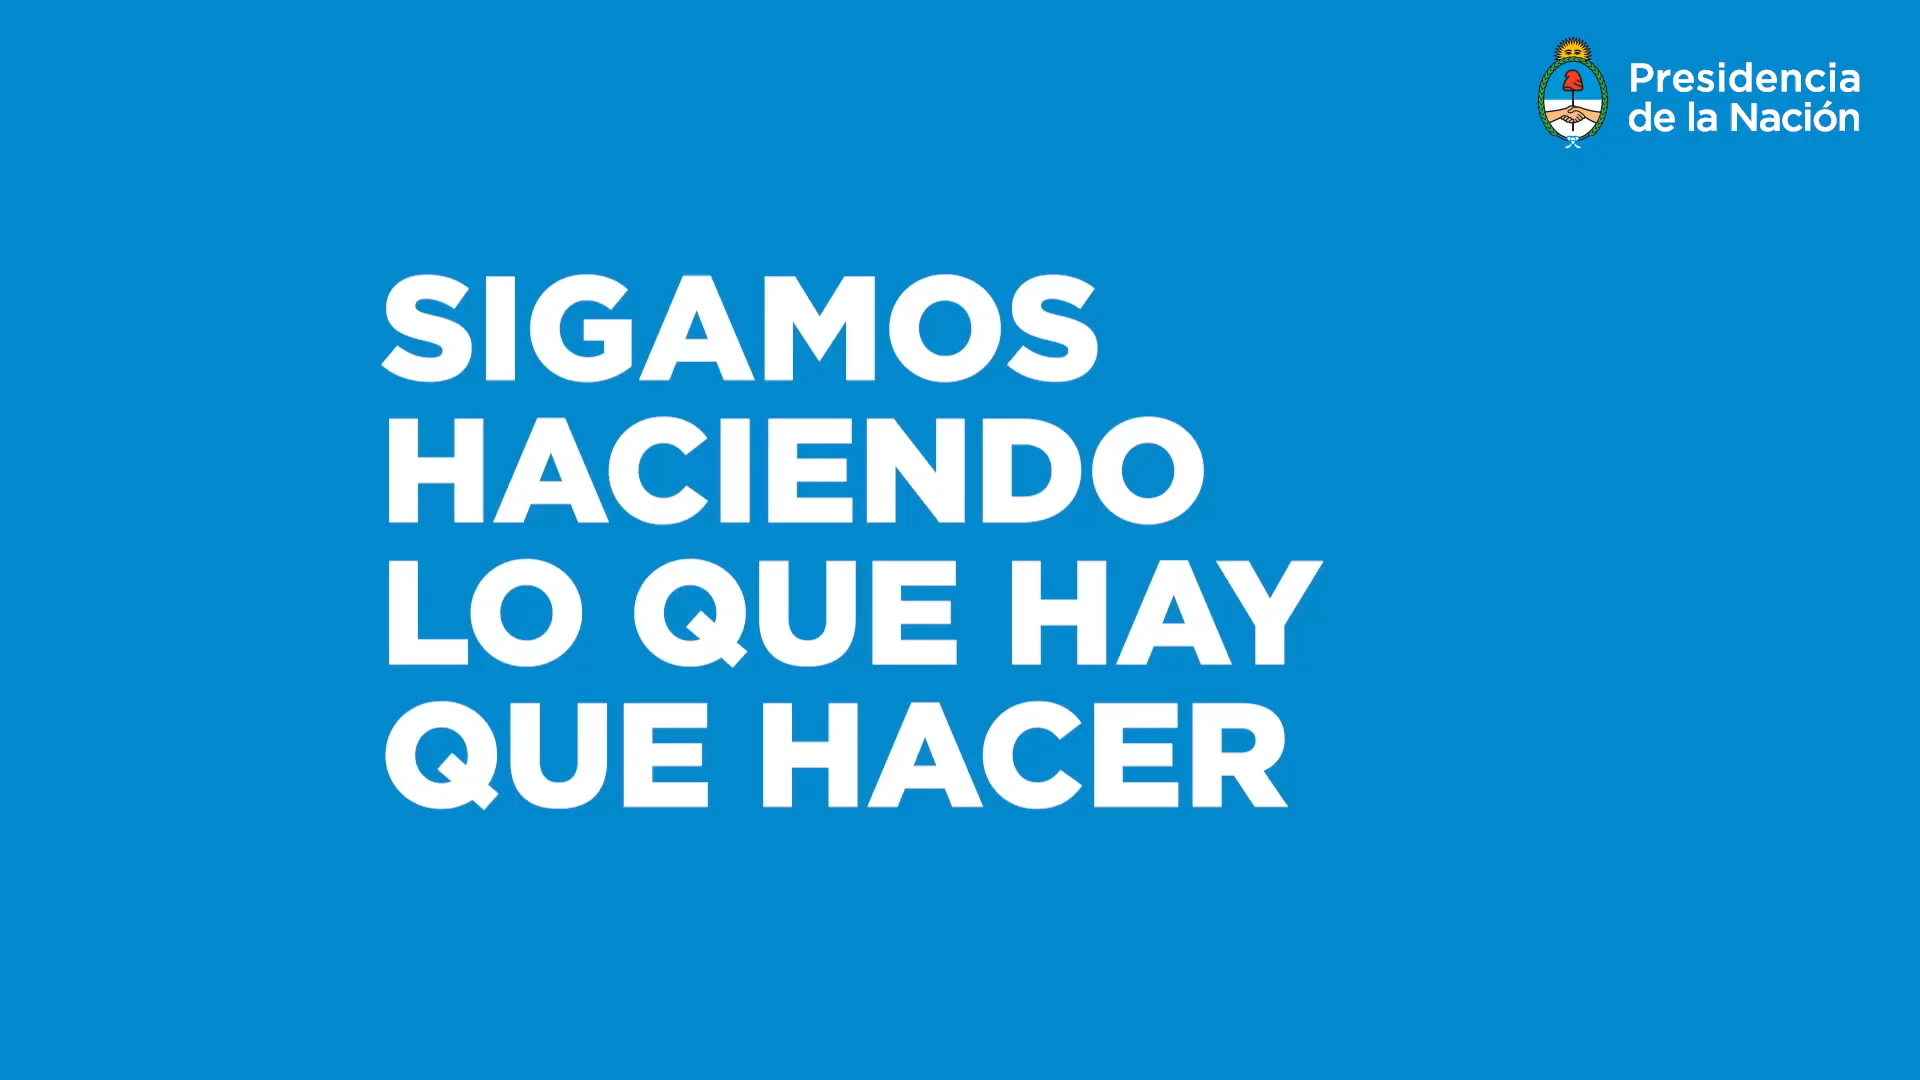 Presidencia
de la Nación
SIGAMOS
HACIENDO
LO QUE HAY
QUE HACER